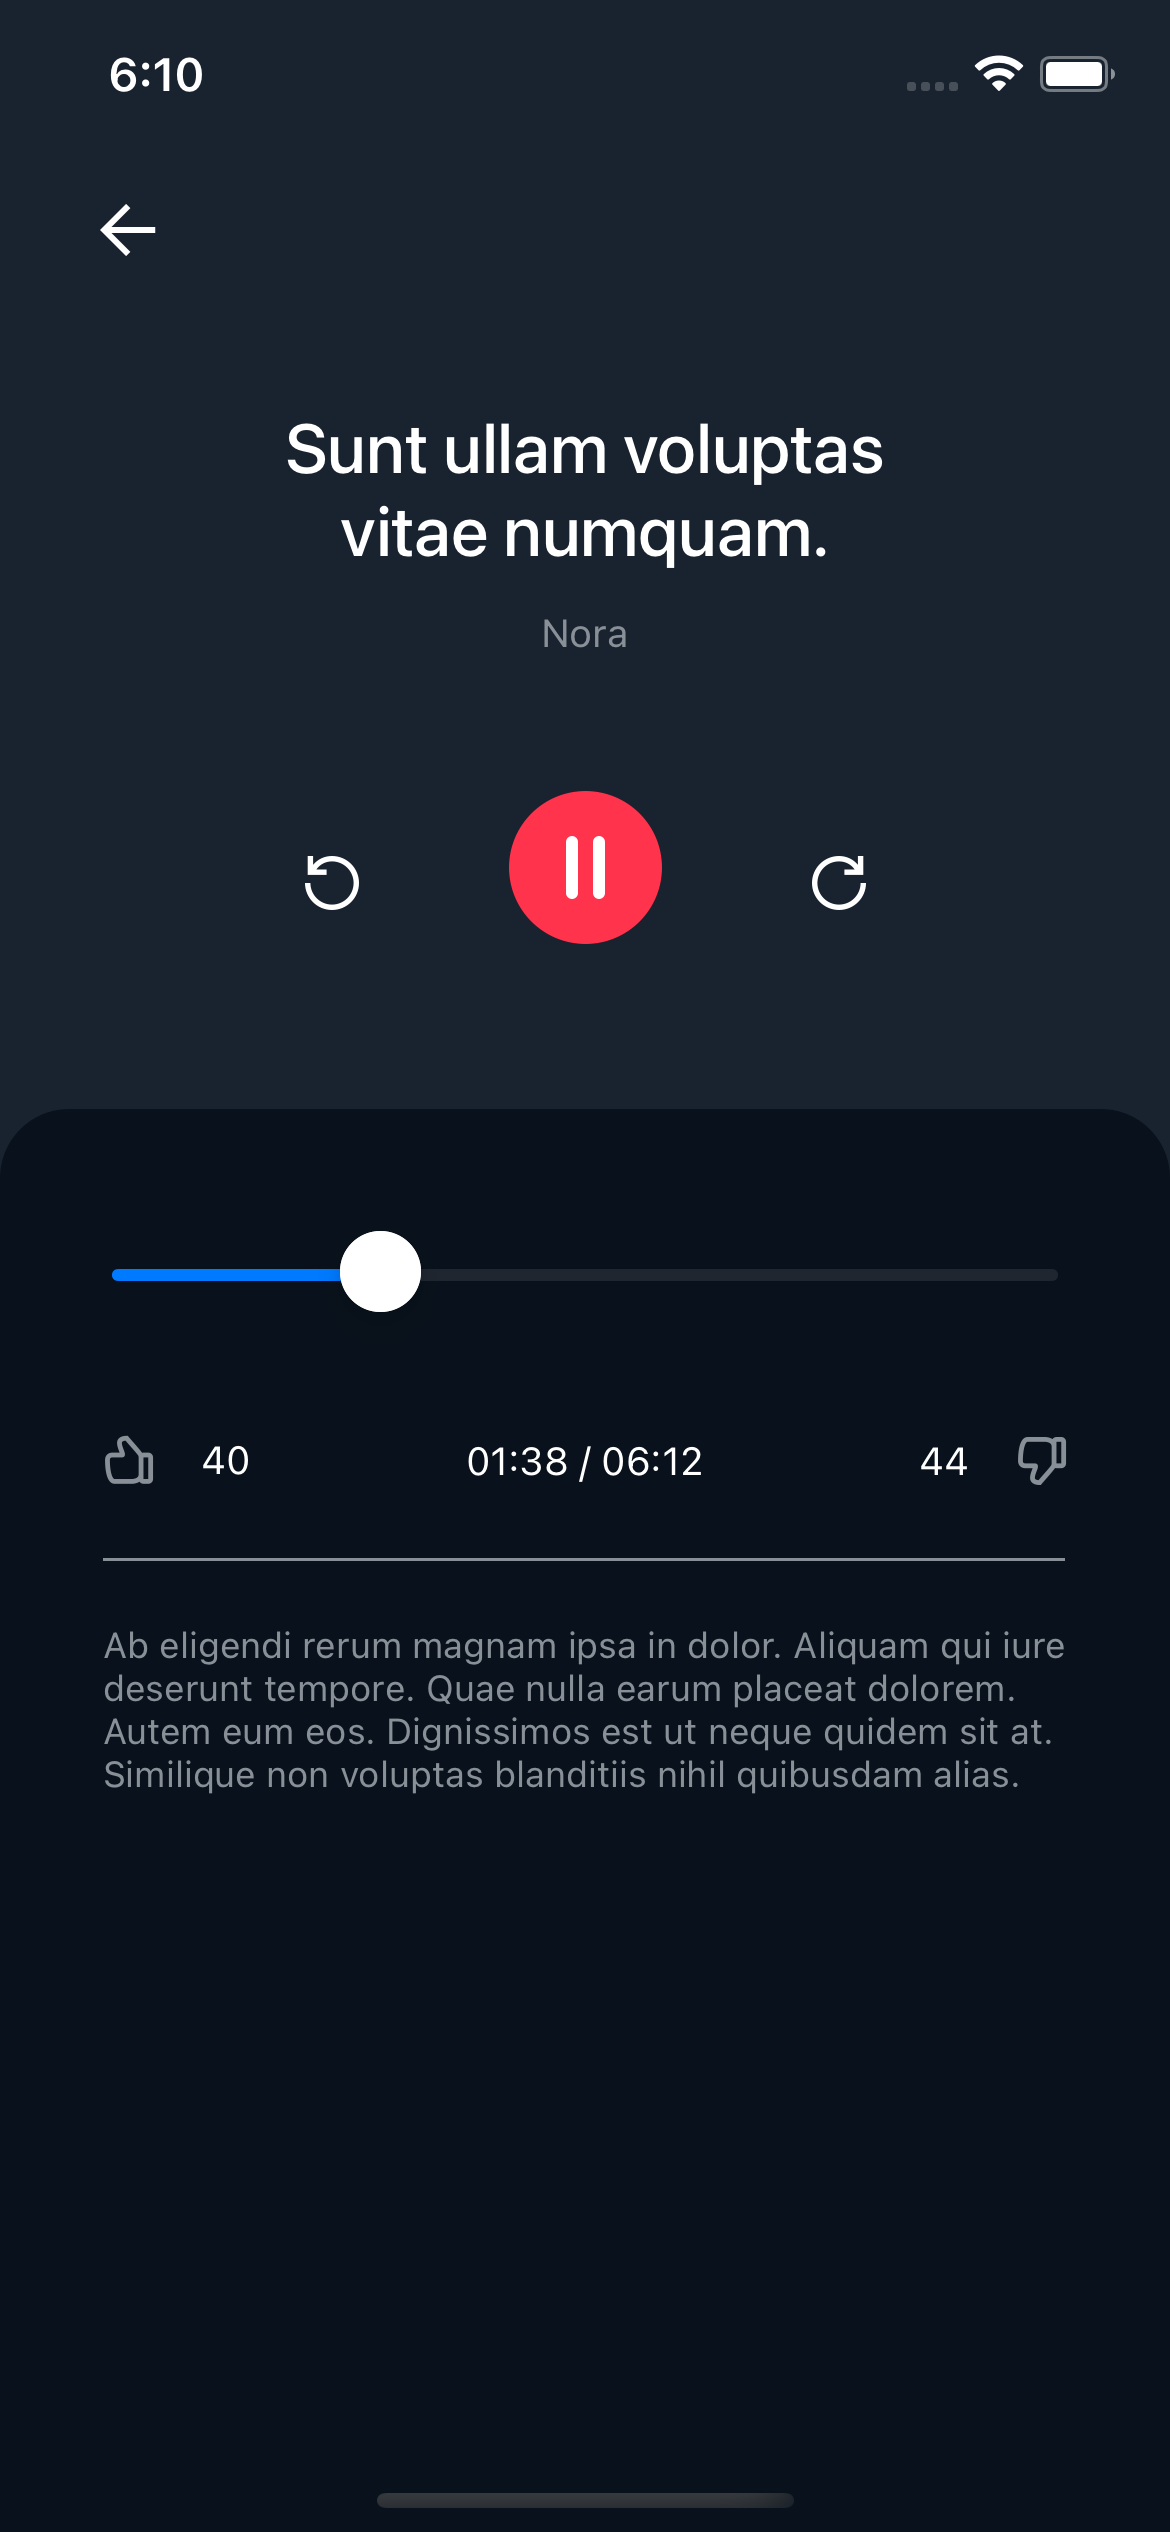 6:10
Sunt ullam voluptas
vitae numquam.
Nora
40
01:38 / 06:12
44
Ab eligendi rerum magnam ipsa in dolor. Aliquam qui iure
deserunt tempore. Quae nulla earum placeat dolorem.
Autem eum eos. Dignissimos est ut neque quidem sit at.
Similique non voluptas blanditiis nihil quibusdam alias.